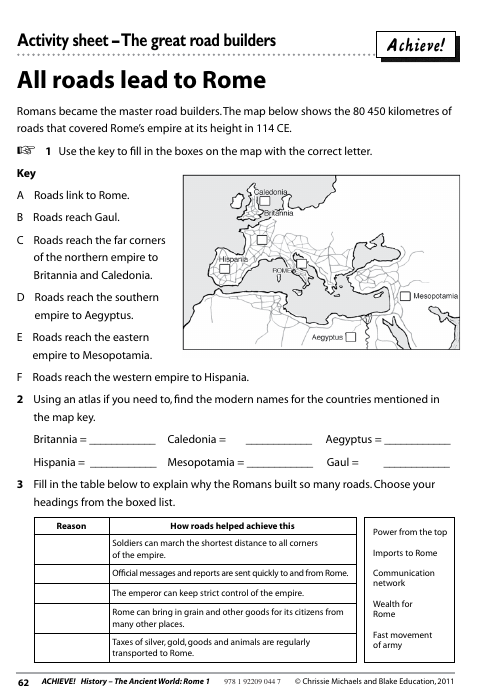 Activity sheet – The great road builders
Achieve!
All roads lead to Rome
Romans became the master road builders. The map below shows the 80 450 kilometres of
roads that covered Rome's empire at its height in 114 CE.
☞ 1 Use the key to fill in the boxes on the map with the correct letter.
Key
A Roads link to Rome.
B Roads reach Gaul.
C Roads reach the far corners
of the northern empire to
Britannia and Caledonia.
D Roads reach the southern
empire to Aegyptus.
E Roads reach the eastern
empire to Mesopotamia.
F Roads reach the western empire to Hispania.
Caledonia
Britannia
Hispania
ROME
Mesopotamia
Aegyptus
2 Using an atlas if you need to, find the modern names for the countries mentioned in
the map key.
Britannia = ____________ Caledonia = ____________ Aegyptus = ____________
Hispania = ____________ Mesopotamia = ____________ Gaul = ____________
3 Fill in the table below to explain why the Romans built so many roads. Choose your
headings from the boxed list.
Reason How roads helped achieve this
Soldiers can march the shortest distance to all corners
of the empire.
Official messages and reports are sent quickly to and from Rome.
The emperor can keep strict control of the empire.
Rome can bring in grain and other goods for its citizens from
many other places.
Taxes of silver, gold, goods and animals are regularly
transported to Rome.
Power from the top
Imports to Rome
Communication
network
Wealth for
Rome
Fast movement
of army
62 ACHIEVE! History – The Ancient World: Rome 1 978 1 92209 044 7 © Chrissie Michaels and Blake Education, 2011